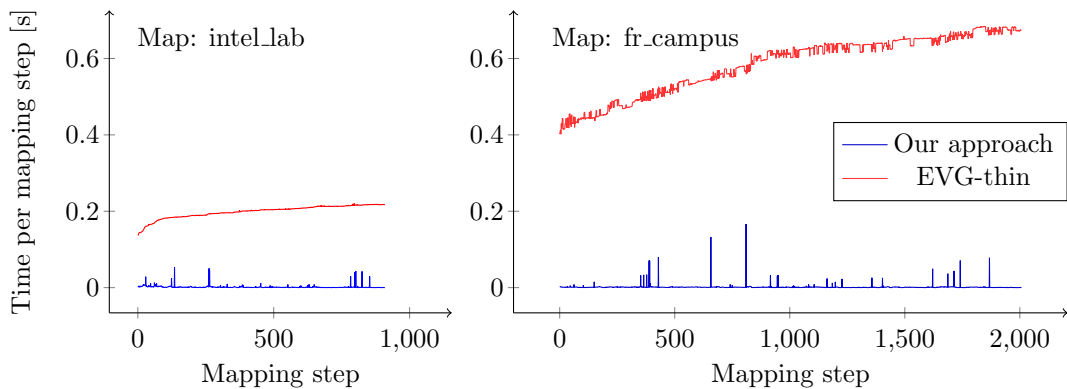 Time per mapping step [s]
Map: intel_lab
0.6
0.4
0.2
0
0
500
1,000
Mapping step
Map: fr_campus
0.6
0.4
0.2
0
0
500
1,000
1,500
2,000
Mapping step
Our approach
EVG-thin